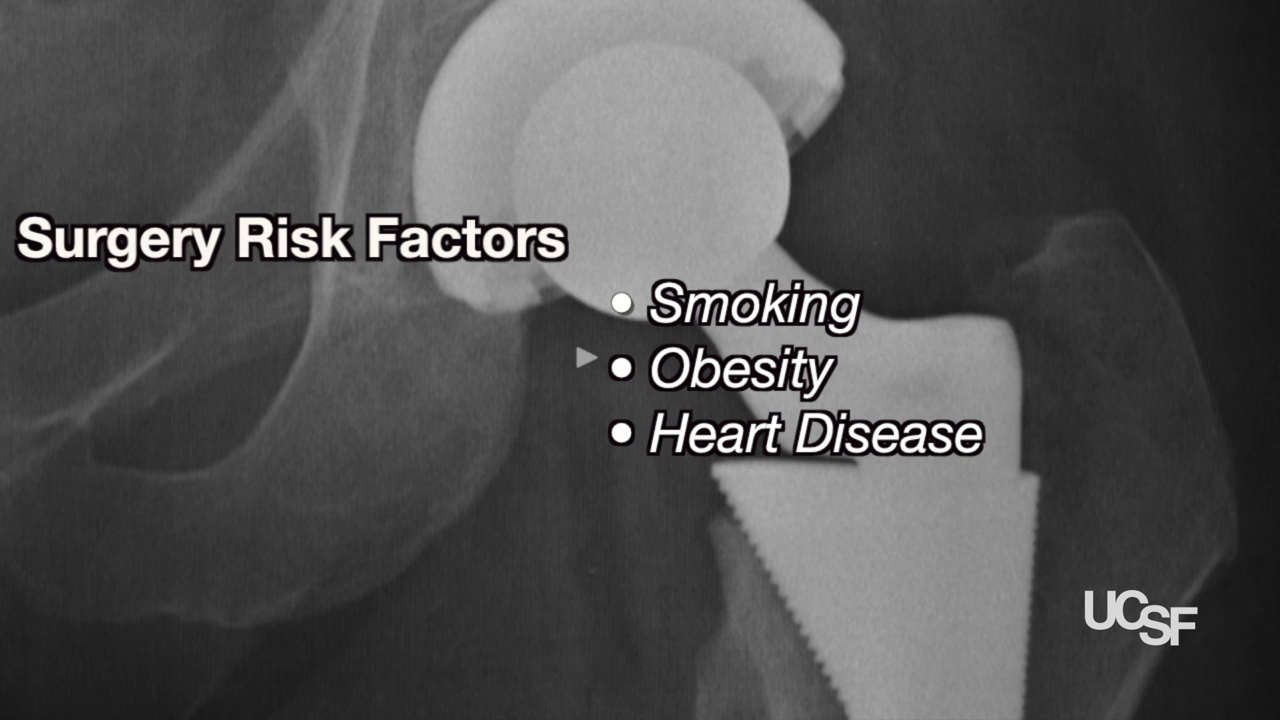 Surgery Risk Factors
• Smoking
• Obesity
• Heart Disease
UCSF